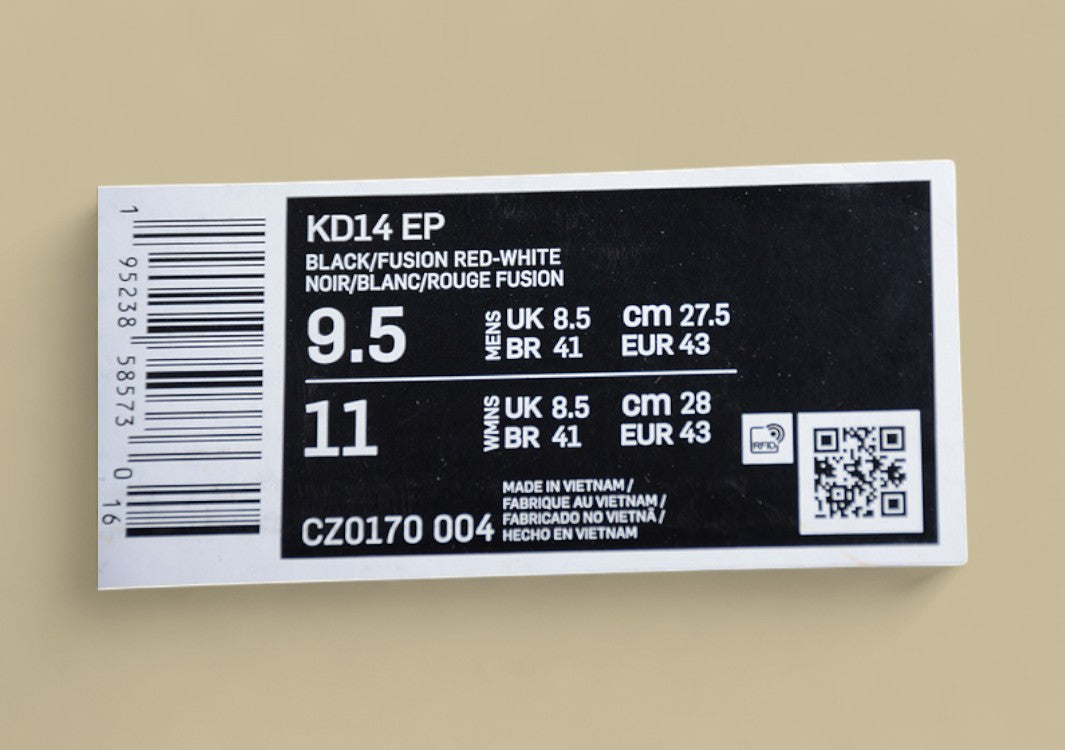 1 95238 58573 0
16
KD14 EP
BLACK/FUSION RED-WHITE
NOIR/BLANC/ROUGE FUSION
9.5
MENS
UK 8.5 cm 27.5
BR 41 EUR 43
11
WMNS
UK 8.5 cm 28
BR 41 EUR 43
RFID
CZ0170 004
MADE IN VIETNAM /
FABRIQUE AU VIETNAM /
FABRICADO NO VIETNÃ /
HECHO EN VIETNAM